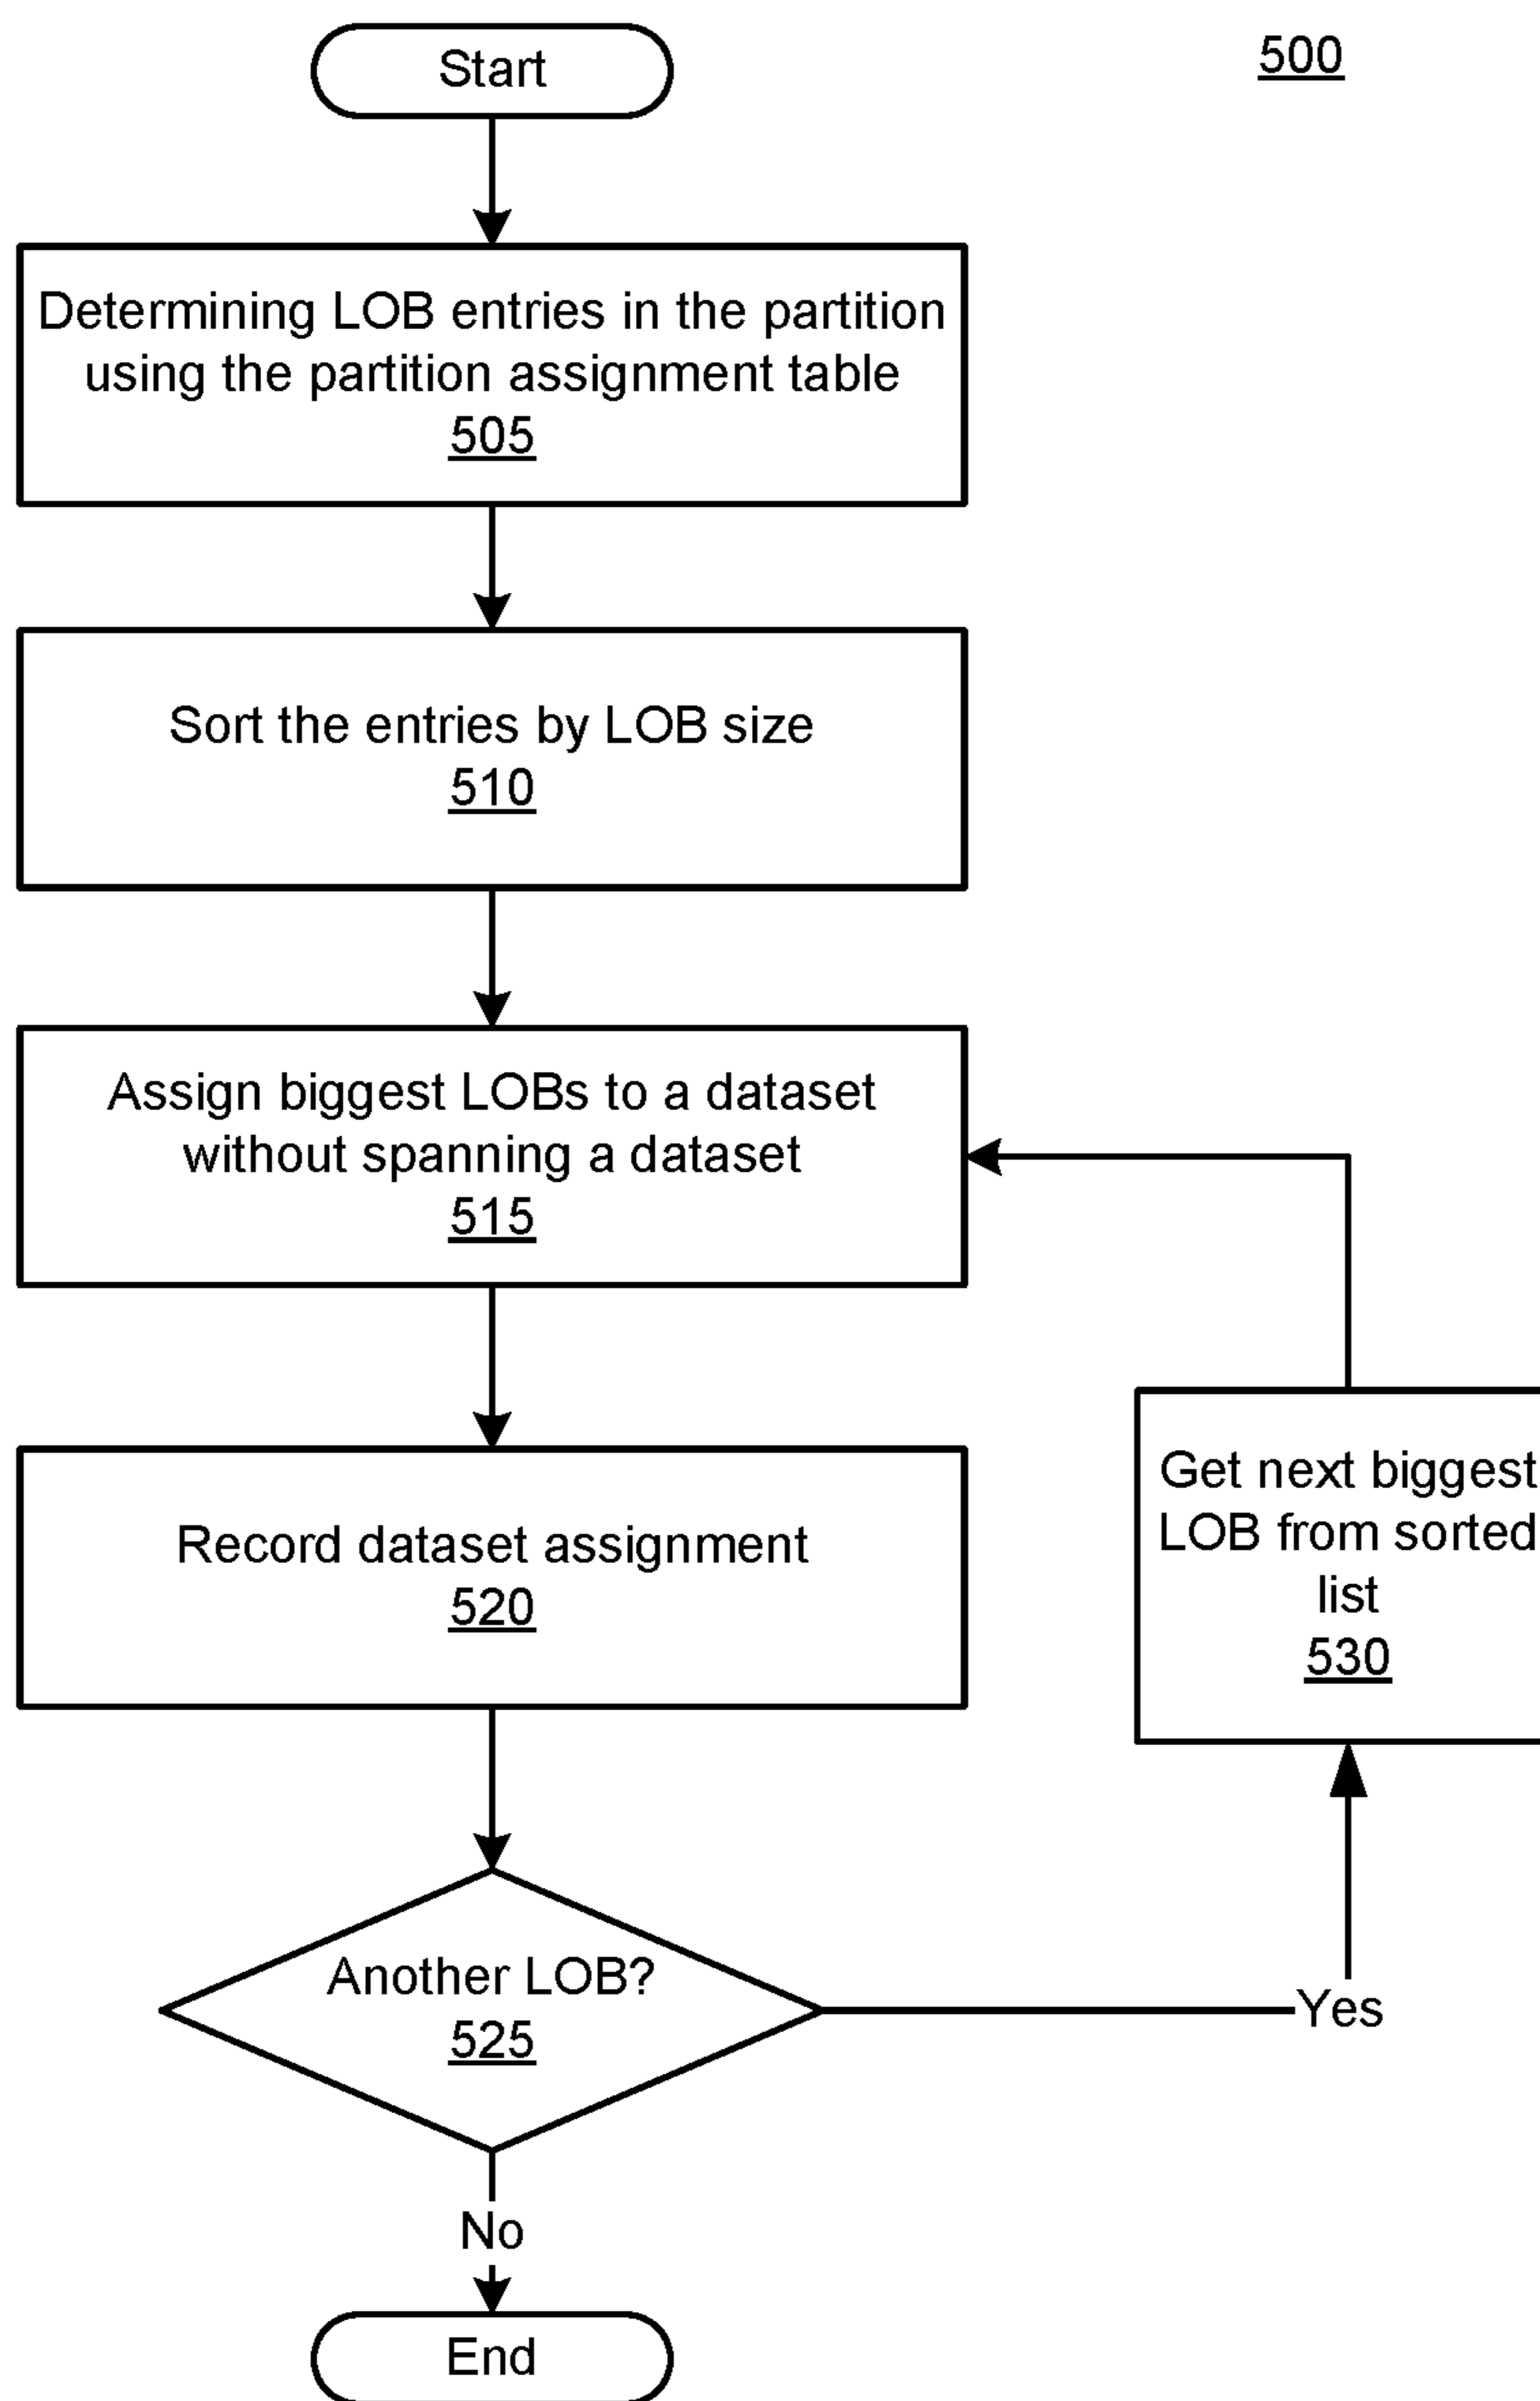 Start
500
Determining LOB entries in the partition
using the partition assignment table
505
Sort the entries by LOB size
510
Assign biggest LOBs to a dataset
without spanning a dataset
515
Record dataset assignment
520
Get next biggest
LOB from sorted
list
530
Another LOB?
525
Yes
No
End